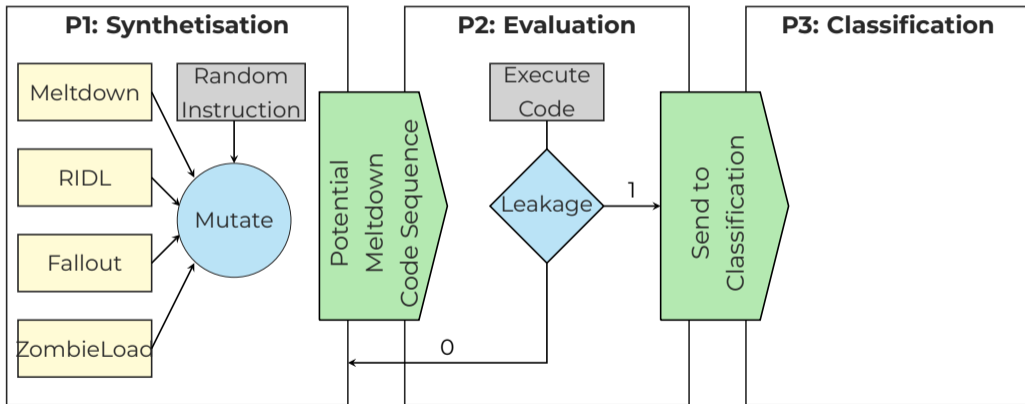 P1: Synthetisation
Meltdown
RIDL
Fallout
ZombieLoad
Random
Instruction
Mutate
Potential
Meltdown
Code Sequence
P2: Evaluation
Execute
Code
Leakage
1
0
Send to
Classification
P3: Classification